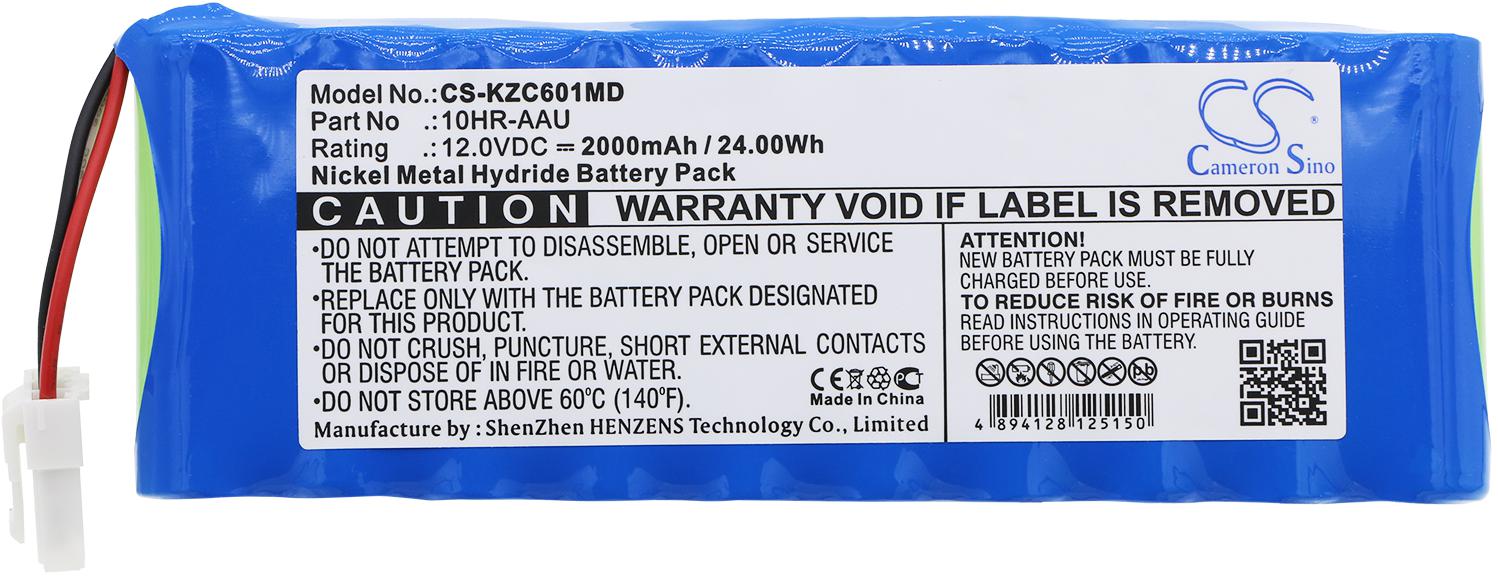 Model No.:CS-KZC601MD
Part No .:10HR-AAU
Rating .:12.0VDC ⎓ 2000mAh / 24.00Wh
Nickel Metal Hydride Battery Pack
CS ®
Cameron Sino
CAUTION WARRANTY VOID IF LABEL IS REMOVED
•DO NOT ATTEMPT TO DISASSEMBLE, OPEN OR SERVICE
THE BATTERY PACK.
•REPLACE ONLY WITH THE BATTERY PACK DESIGNATED
FOR THIS PRODUCT.
•DO NOT CRUSH, PUNCTURE, SHORT EXTERNAL CONTACTS
OR DISPOSE OF IN FIRE OR WATER.
•DO NOT STORE ABOVE 60°C (140°F).
CE PCT
Made In China
Manufacture by : ShenZhen HENZENS Technology Co., Limited
ATTENTION!
NEW BATTERY PACK MUST BE FULLY
CHARGED BEFORE USE.
TO REDUCE RISK OF FIRE OR BURNS
READ INSTRUCTIONS IN OPERATING GUIDE
BEFORE USING THE BATTERY.
Pb
4 894128 125150